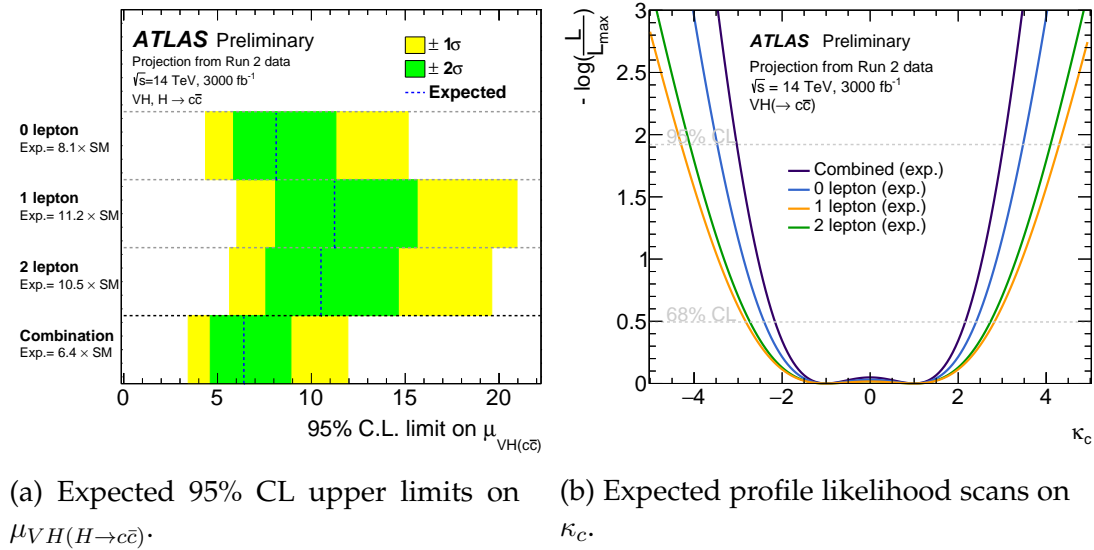 ATLAS Preliminary
Projection from Run 2 data
√s=14 TeV, 3000 fb⁻¹
VH, H → cc̄
± 1σ
± 2σ
Expected
0 lepton
Exp.= 8.1 × SM
1 lepton
Exp.= 11.2 × SM
2 lepton
Exp.= 10.5 × SM
Combination
Exp.= 6.4 × SM
0 5 10 15 20
95% C.L. limit on μ_VH(cc̄)
(a) Expected 95% CL upper limits on
μ_VH(H→cc̄).
- log(L/L_max)
3
2.5
2
1.5
1
0.5
0
ATLAS Preliminary
Projection from Run 2 data
√s = 14 TeV, 3000 fb⁻¹
VH(→ cc̄)
95% CL
Combined (exp.)
0 lepton (exp.)
1 lepton (exp.)
2 lepton (exp.)
68% CL
−4 −2 0 2 4
κ_c
(b) Expected profile likelihood scans on
κ_c.